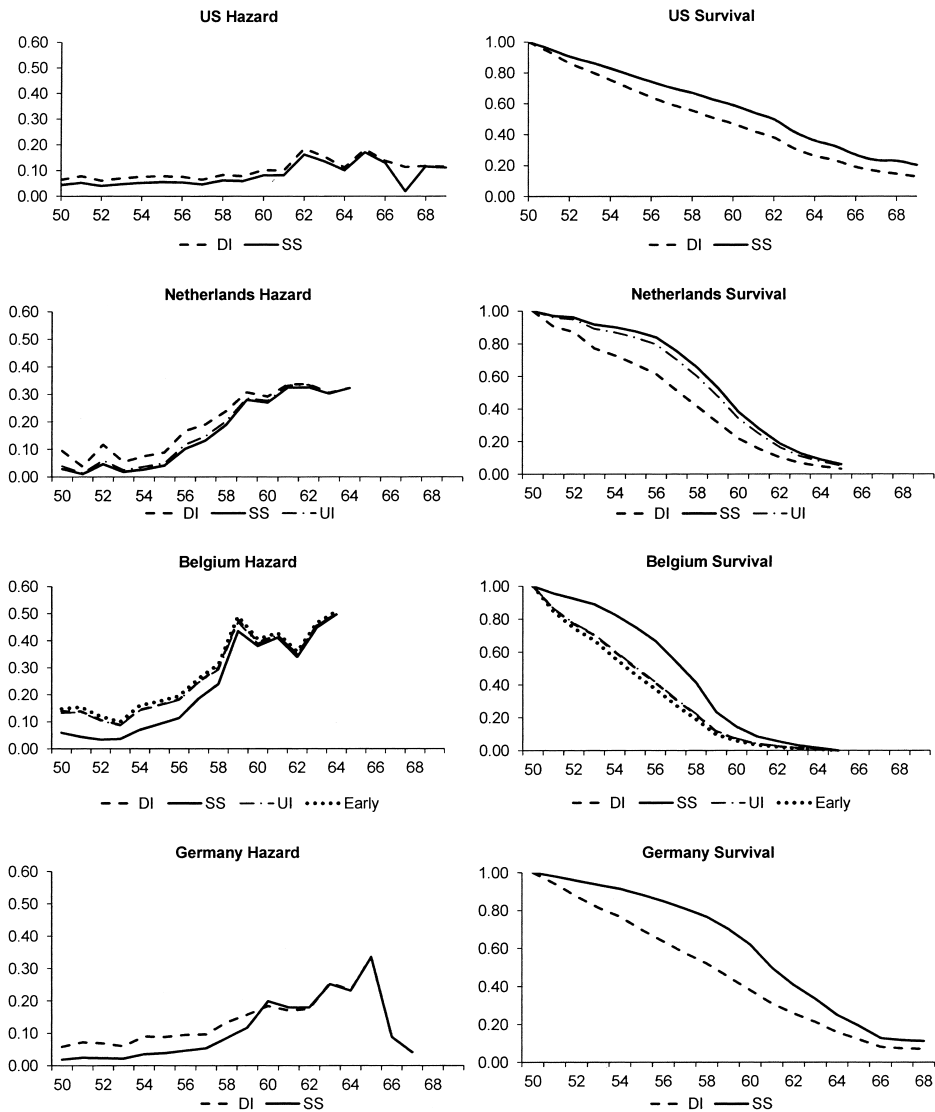 US Hazard
0.60
0.50
0.40
0.30
0.20
0.10
0.00
50 52 54 56 58 60 62 64 66 68
DI SS
US Survival
1.00
0.80
0.60
0.40
0.20
0.00
50 52 54 56 58 60 62 64 66 68
DI SS
Netherlands Hazard
0.60
0.50
0.40
0.30
0.20
0.10
0.00
50 52 54 56 58 60 62 64 66 68
DI SS UI
Netherlands Survival
1.00
0.80
0.60
0.40
0.20
0.00
50 52 54 56 58 60 62 64 66 68
DI SS UI
Belgium Hazard
0.60
0.50
0.40
0.30
0.20
0.10
0.00
50 52 54 56 58 60 62 64 66 68
DI SS UI Early
Belgium Survival
1.00
0.80
0.60
0.40
0.20
0.00
50 52 54 56 58 60 62 64 66 68
DI SS UI Early
Germany Hazard
0.60
0.50
0.40
0.30
0.20
0.10
0.00
50 52 54 56 58 60 62 64 66 68
DI SS
Germany Survival
1.00
0.80
0.60
0.40
0.20
0.00
50 52 54 56 58 60 62 64 66 68
DI SS